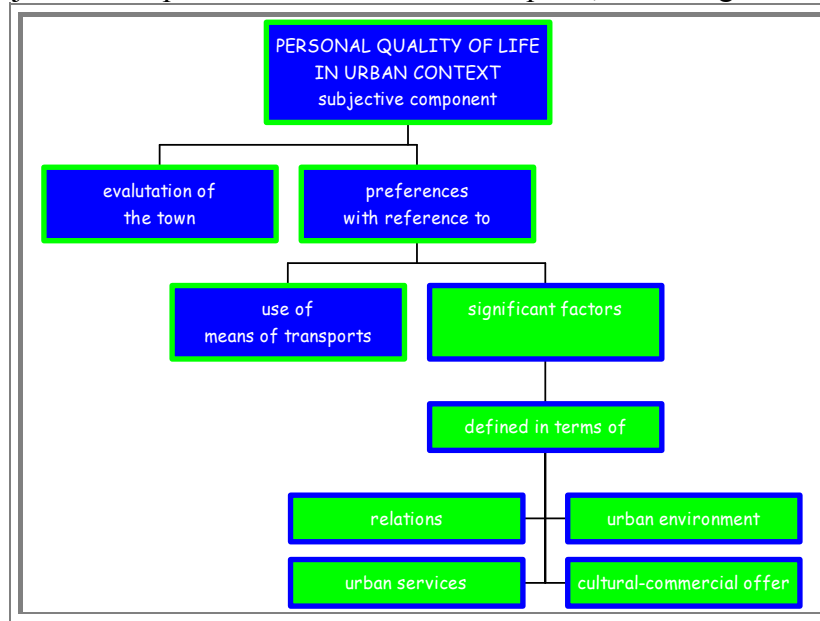 PERSONAL QUALITY OF LIFE
IN URBAN CONTEXT
subjective component
evalutation of
the town
preferences
with reference to
use of
means of transports
significant factors
defined in terms of
relations
urban environment
urban services
cultural-commercial offer